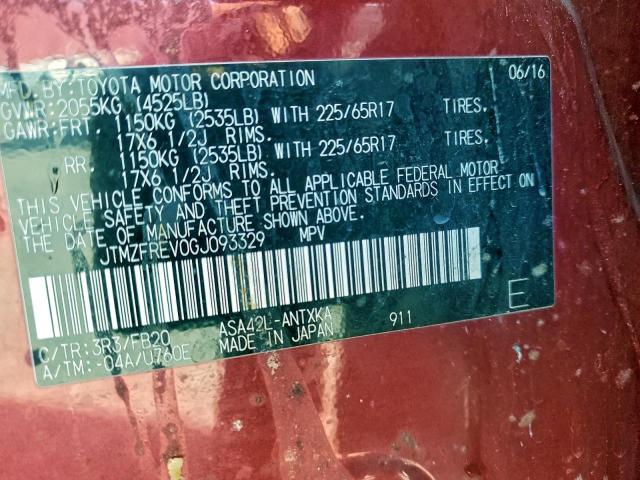 MFD. BY: TOYOTA MOTOR CORPORATION 06/16
GVWR: 2055KG (4525LB)
GAWR: FRT. 1150KG (2535LB) WITH 225/65R17 TIRES.
17X6 1/2J RIMS.
RR. 1150KG (2535LB) WITH 225/65R17 TIRES.
17X6 1/2J RIMS.
THIS VEHICLE CONFORMS TO ALL APPLICABLE FEDERAL MOTOR
VEHICLE SAFETY AND THEFT PREVENTION STANDARDS IN EFFECT ON
THE DATE OF MANUFACTURE SHOWN ABOVE.
JTMZFREV0GJ093329 MPV
E
C/TR: 3R3/FB20 ASA42L-ANTXKA 911
A/TM: -04A/U760E MADE IN JAPAN